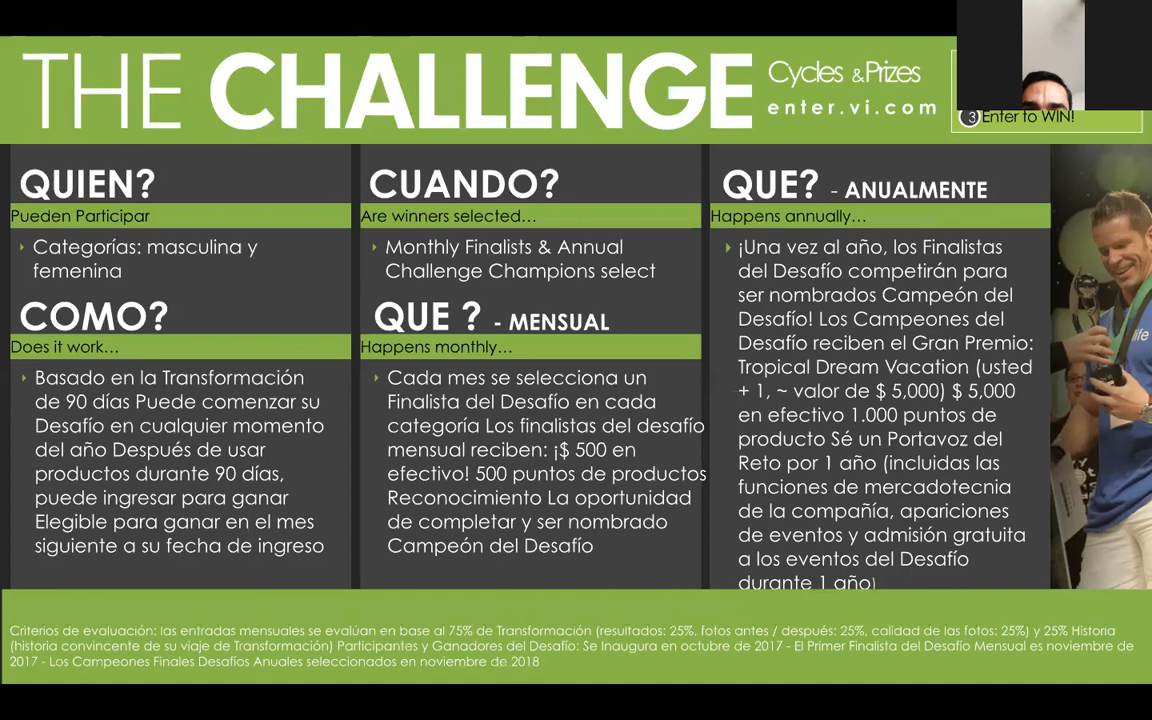 THE CHALLENGE
Cycles & Prizes
enter.vi.com
3 Enter to WIN!
QUIEN?
Pueden Participar
Categorías: masculina y
femenina
COMO?
Does it work...
Basado en la Transformación
de 90 días Puede comenzar su
Desafío en cualquier momento
del año Después de usar
productos durante 90 días,
puede ingresar para ganar
Elegible para ganar en el mes
siguiente a su fecha de ingreso
CUANDO?
Are winners selected...
Monthly Finalists & Annual
Challenge Champions select
QUE ? - MENSUAL
Happens monthly...
Cada mes se selecciona un
Finalista del Desafío en cada
categoría Los finalistas del desafío
mensual reciben: ¡$ 500 en
efectivo! 500 puntos de productos
Reconocimiento La oportunidad
de completar y ser nombrado
Campeón del Desafío
QUE? - ANUALMENTE
Happens annually...
¡Una vez al año, los Finalistas
del Desafío competirán para
ser nombrados Campeón del
Desafío! Los Campeones del
Desafío reciben el Gran Premio:
Tropical Dream Vacation (usted
+ 1, ~ valor de $ 5,000) $ 5,000
en efectivo 1.000 puntos de
producto Sé un Portavoz del
Reto por 1 año (incluidas las
funciones de mercadotecnia
de la compañía, apariciones
de eventos y admisión gratuita
a los eventos del Desafío
durante 1 año)
life
Criterios de evaluación: las entradas mensuales se evalúan en base al 75% de Transformación (resultados: 25%, fotos antes / después: 25%, calidad de las fotos: 25%) y 25% Historia
(historia convincente de su viaje de Transformación) Participantes y Ganadores del Desafío: Se Inaugura en octubre de 2017 - El Primer Finalista del Desafío Mensual es noviembre de
2017 - Los Campeones Finales Desafíos Anuales seleccionados en noviembre de 2018